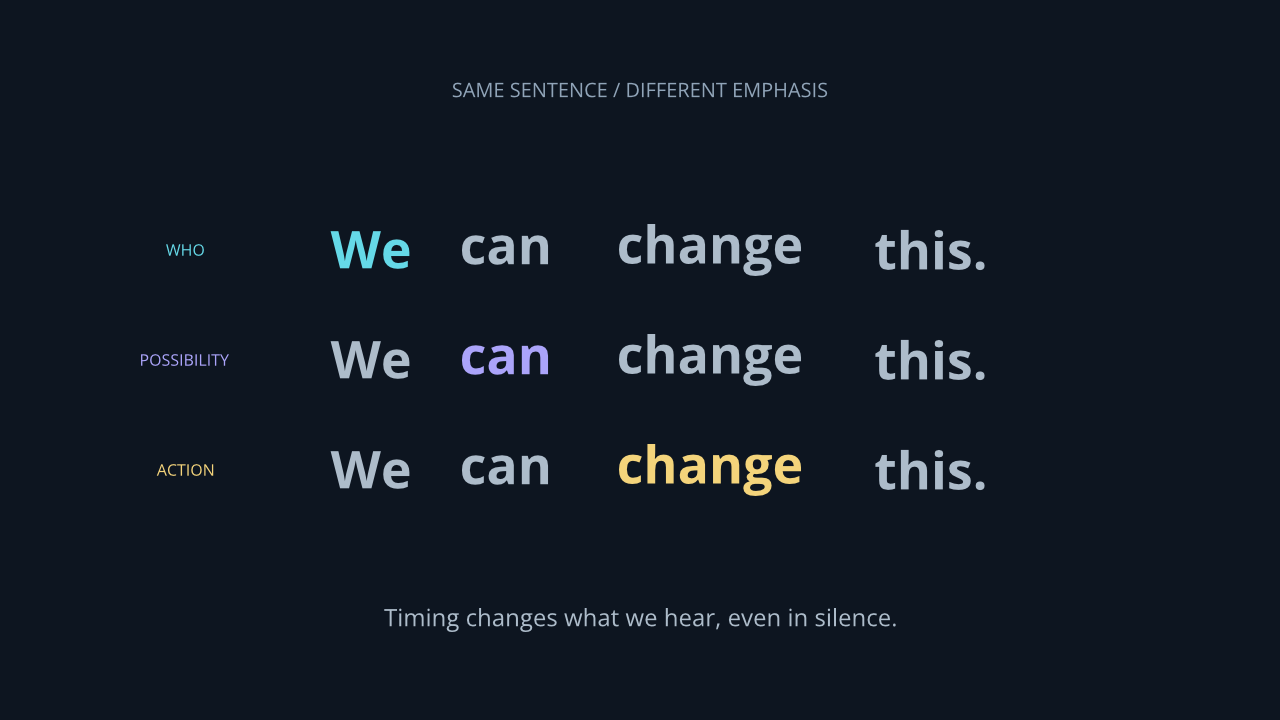 SAME SENTENCE / DIFFERENT EMPHASIS
WHO We can change this.
POSSIBILITY We can change this.
ACTION We can change this.
Timing changes what we hear, even in silence.